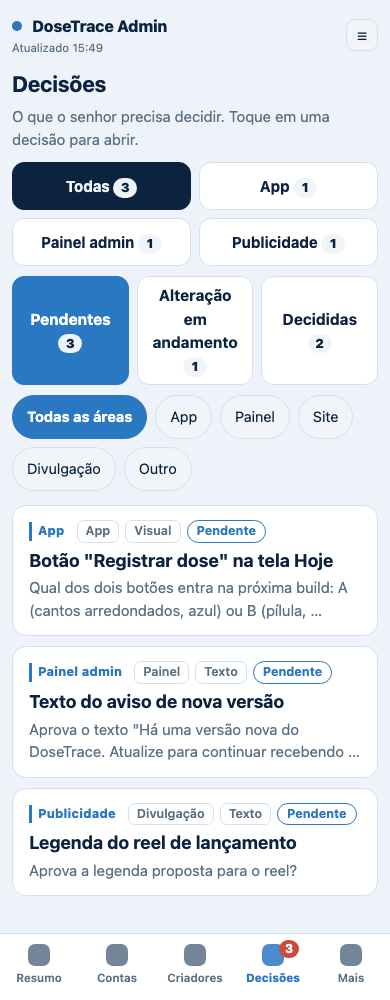 DoseTrace Admin
Atualizado 15:49
≡
Decisões
O que o senhor precisa decidir. Toque em uma
decisão para abrir.
Todas 3
App 1
Painel admin 1
Publicidade 1
Pendentes
3
Alteração
em
andamento
1
Decididas
2
Todas as áreas
App
Painel
Site
Divulgação
Outro
App App Visual Pendente
Botão "Registrar dose" na tela Hoje
Qual dos dois botões entra na próxima build: A
(cantos arredondados, azul) ou B (pílula, ...
Painel admin Painel Texto Pendente
Texto do aviso de nova versão
Aprova o texto "Há uma versão nova do
DoseTrace. Atualize para continuar recebendo ...
Publicidade Divulgação Texto Pendente
Legenda do reel de lançamento
Aprova a legenda proposta para o reel?
3
Resumo
Contas
Criadores
Decisões
Mais